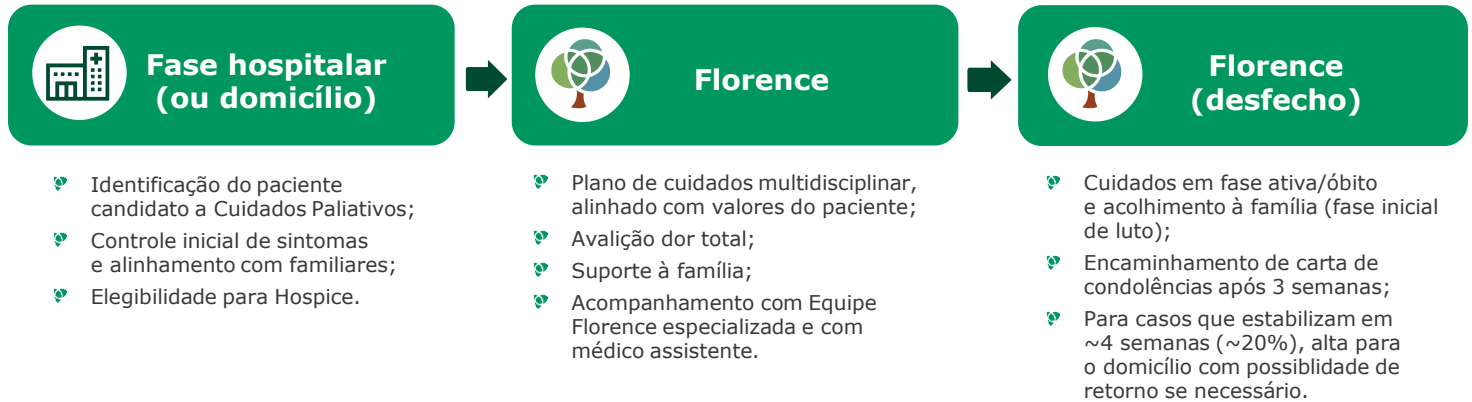 Fase hospitalar
(ou domicílio)
Identificação do paciente
candidato a Cuidados Paliativos;
Controle inicial de sintomas
e alinhamento com familiares;
Elegibilidade para Hospice.
Florence
Plano de cuidados multidisciplinar,
alinhado com valores do paciente;
Avalição dor total;
Suporte à família;
Acompanhamento com Equipe
Florence especializada e com
médico assistente.
Florence
(desfecho)
Cuidados em fase ativa/óbito
e acolhimento à família (fase inicial
de luto);
Encaminhamento de carta de
condolências após 3 semanas;
Para casos que estabilizam em
~4 semanas (~20%), alta para
o domicílio com possiblidade de
retorno se necessário.